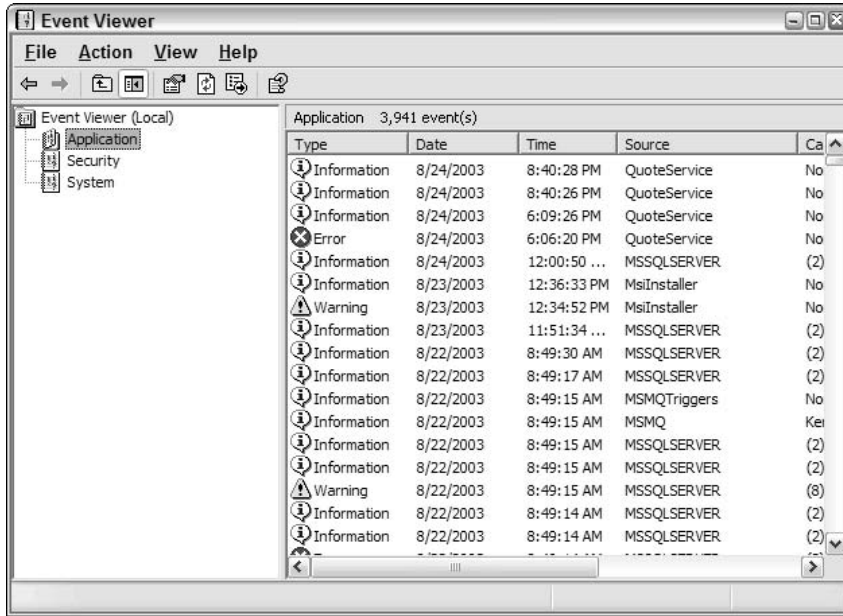 Event Viewer
File Action View Help
Event Viewer (Local)
Application
Security
System
Application 3,941 event(s)
Type Date Time Source Ca
Information 8/24/2003 8:40:28 PM QuoteService No
Information 8/24/2003 8:40:26 PM QuoteService No
Information 8/24/2003 6:09:26 PM QuoteService No
Error 8/24/2003 6:06:20 PM QuoteService No
Information 8/24/2003 12:00:50 ... MSSQLSERVER (2)
Information 8/23/2003 12:36:33 PM MsiInstaller No
Warning 8/23/2003 12:34:52 PM MsiInstaller No
Information 8/23/2003 11:51:34 ... MSSQLSERVER (2)
Information 8/22/2003 8:49:30 AM MSSQLSERVER (2)
Information 8/22/2003 8:49:17 AM MSSQLSERVER (2)
Information 8/22/2003 8:49:15 AM MSMQTriggers No
Information 8/22/2003 8:49:15 AM MSMQ Ker
Information 8/22/2003 8:49:15 AM MSSQLSERVER (2)
Information 8/22/2003 8:49:15 AM MSSQLSERVER (2)
Warning 8/22/2003 8:49:15 AM MSSQLSERVER (8)
Information 8/22/2003 8:49:14 AM MSSQLSERVER (2)
Information 8/22/2003 8:49:14 AM MSSQLSERVER (2)